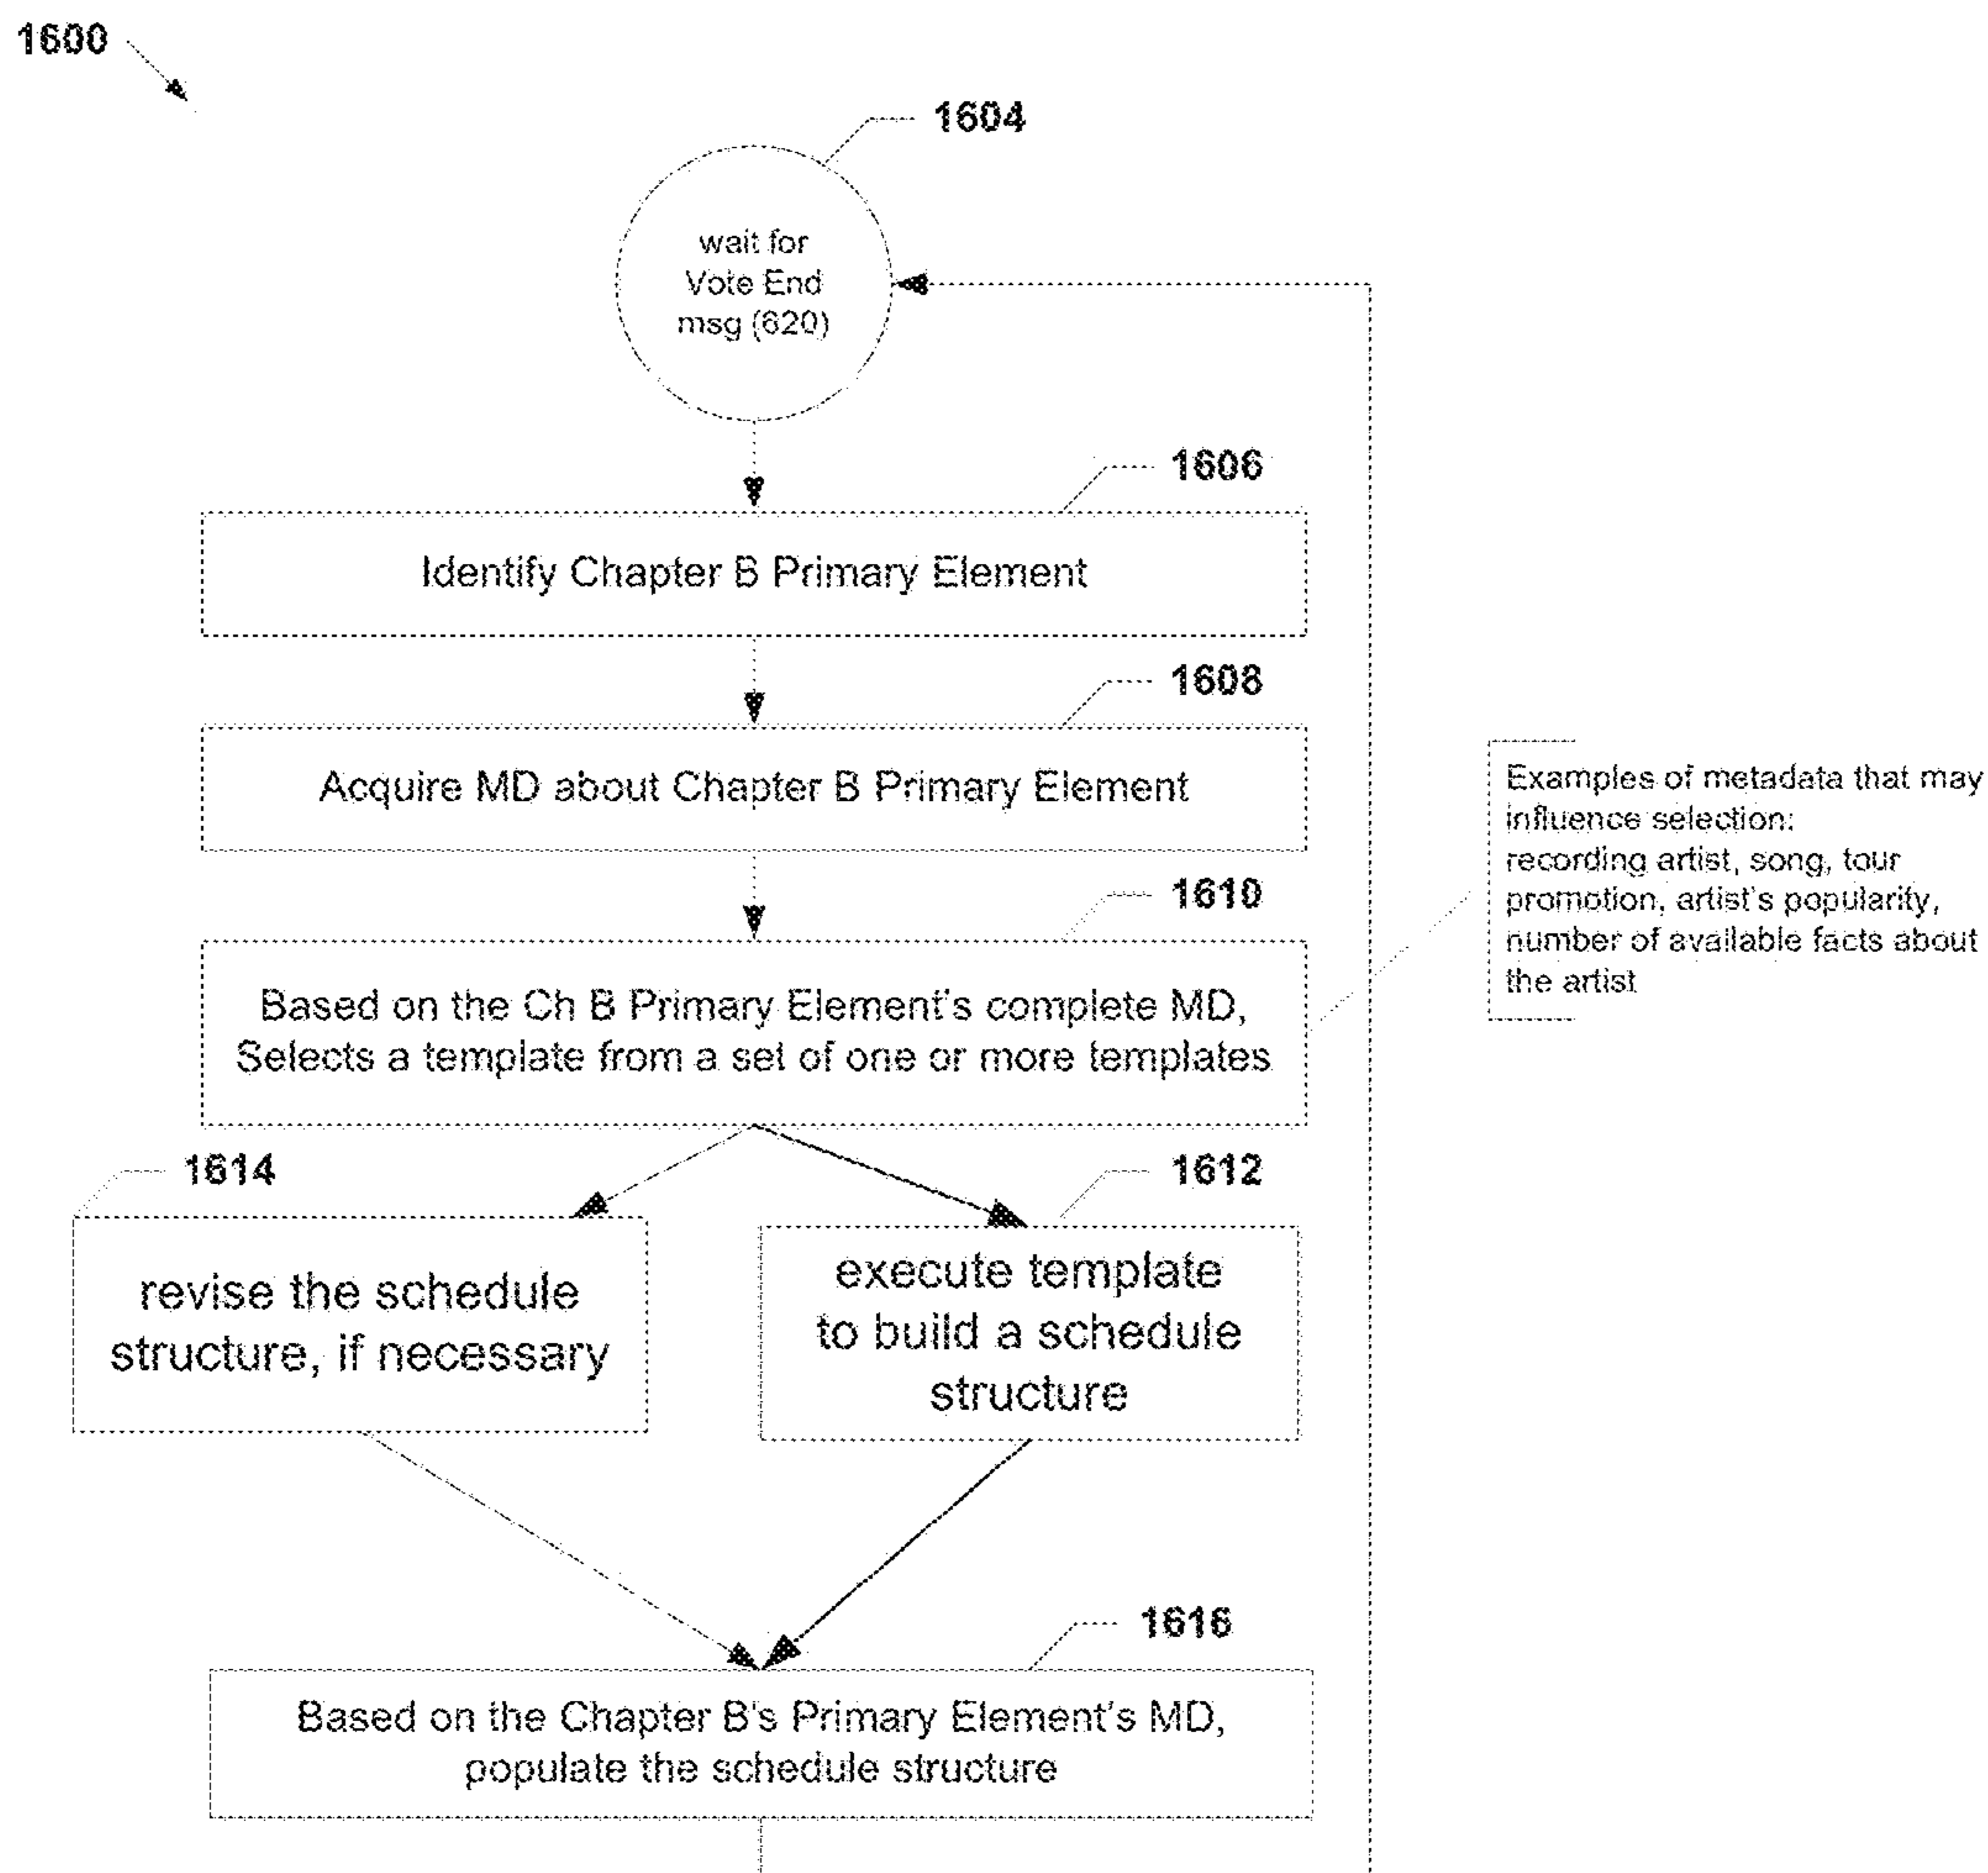 1600
1604
wait for
Vote End
msg (620)
1606
Identify Chapter B Primary Element
1608
Acquire MD about Chapter B Primary Element
1610
Based on the Ch B Primary Element's complete MD,
Selects a template from a set of one or more templates
Examples of metadata that may
influence selection:
recording artist, song, tour
promotion, artist's popularity,
number of available facts about
the artist
1614
revise the schedule
structure, if necessary
1612
execute template
to build a schedule
structure
1616
Based on the Chapter B's Primary Element's MD,
populate the schedule structure